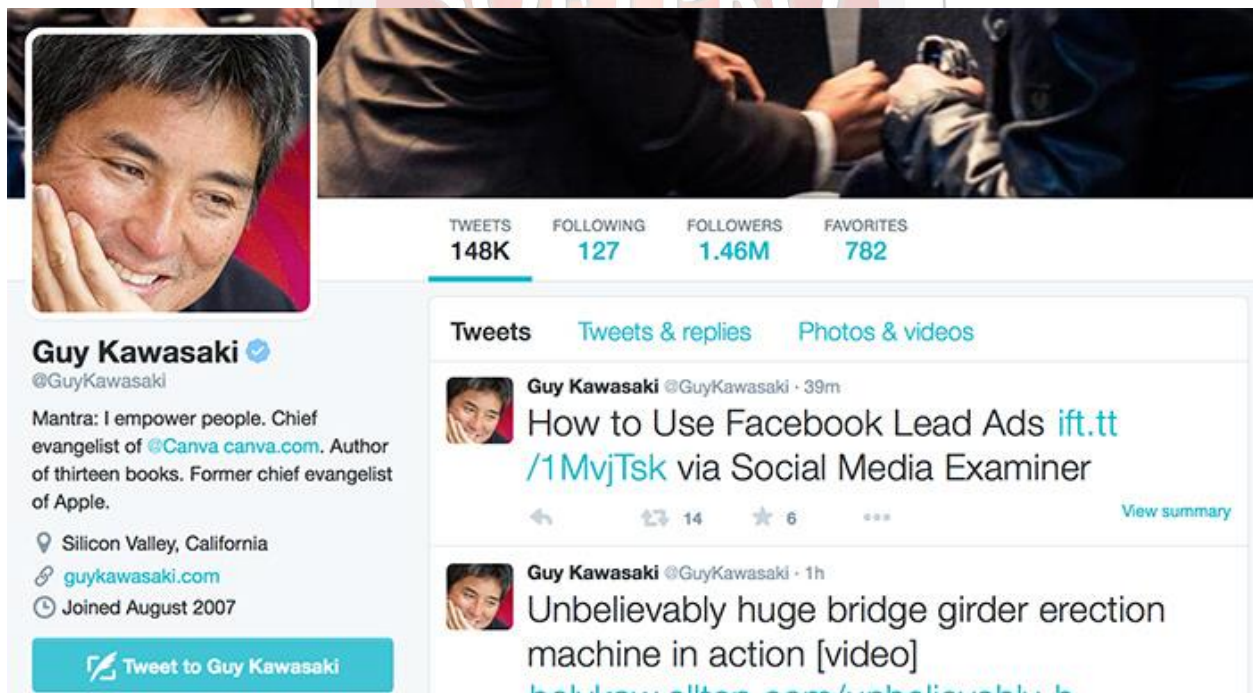 TWEETS
148K
FOLLOWING
127
FOLLOWERS
1.46M
FAVORITES
782
Guy Kawasaki
@GuyKawasaki
Mantra: I empower people. Chief
evangelist of @Canva canva.com. Author
of thirteen books. Former chief evangelist
of Apple.
Silicon Valley, California
guykawasaki.com
Joined August 2007
Tweet to Guy Kawasaki
Tweets Tweets & replies Photos & videos
Guy Kawasaki @GuyKawasaki · 39m
How to Use Facebook Lead Ads ift.tt
/1MvjTsk via Social Media Examiner
14 6
View summary
Guy Kawasaki @GuyKawasaki · 1h
Unbelievably huge bridge girder erection
machine in action [video]